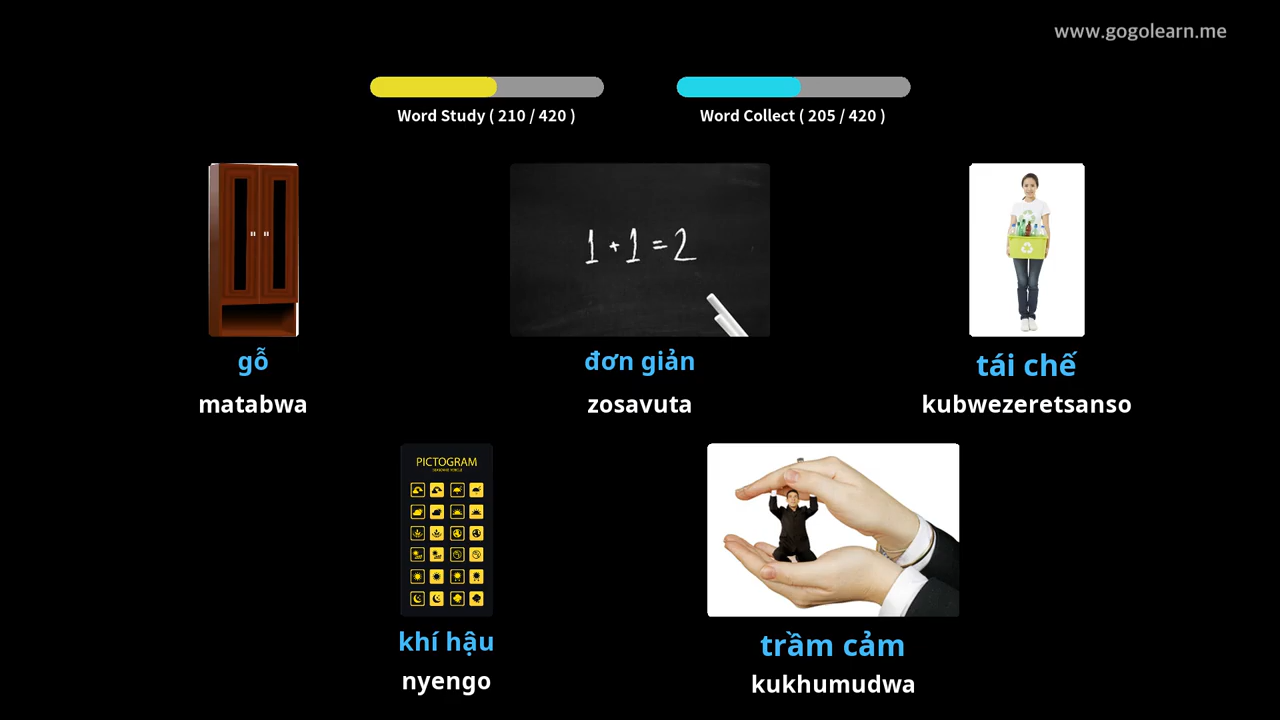 www.gogolearn.me
Word Study ( 210 / 420 )
Word Collect ( 205 / 420 )
1 + 1 = 2
gỗ
đơn giản
tái chế
matabwa
zosavuta
kubwezeretsanso
PICTOGRAM
khí hậu
trầm cảm
nyengo
kukhumudwa